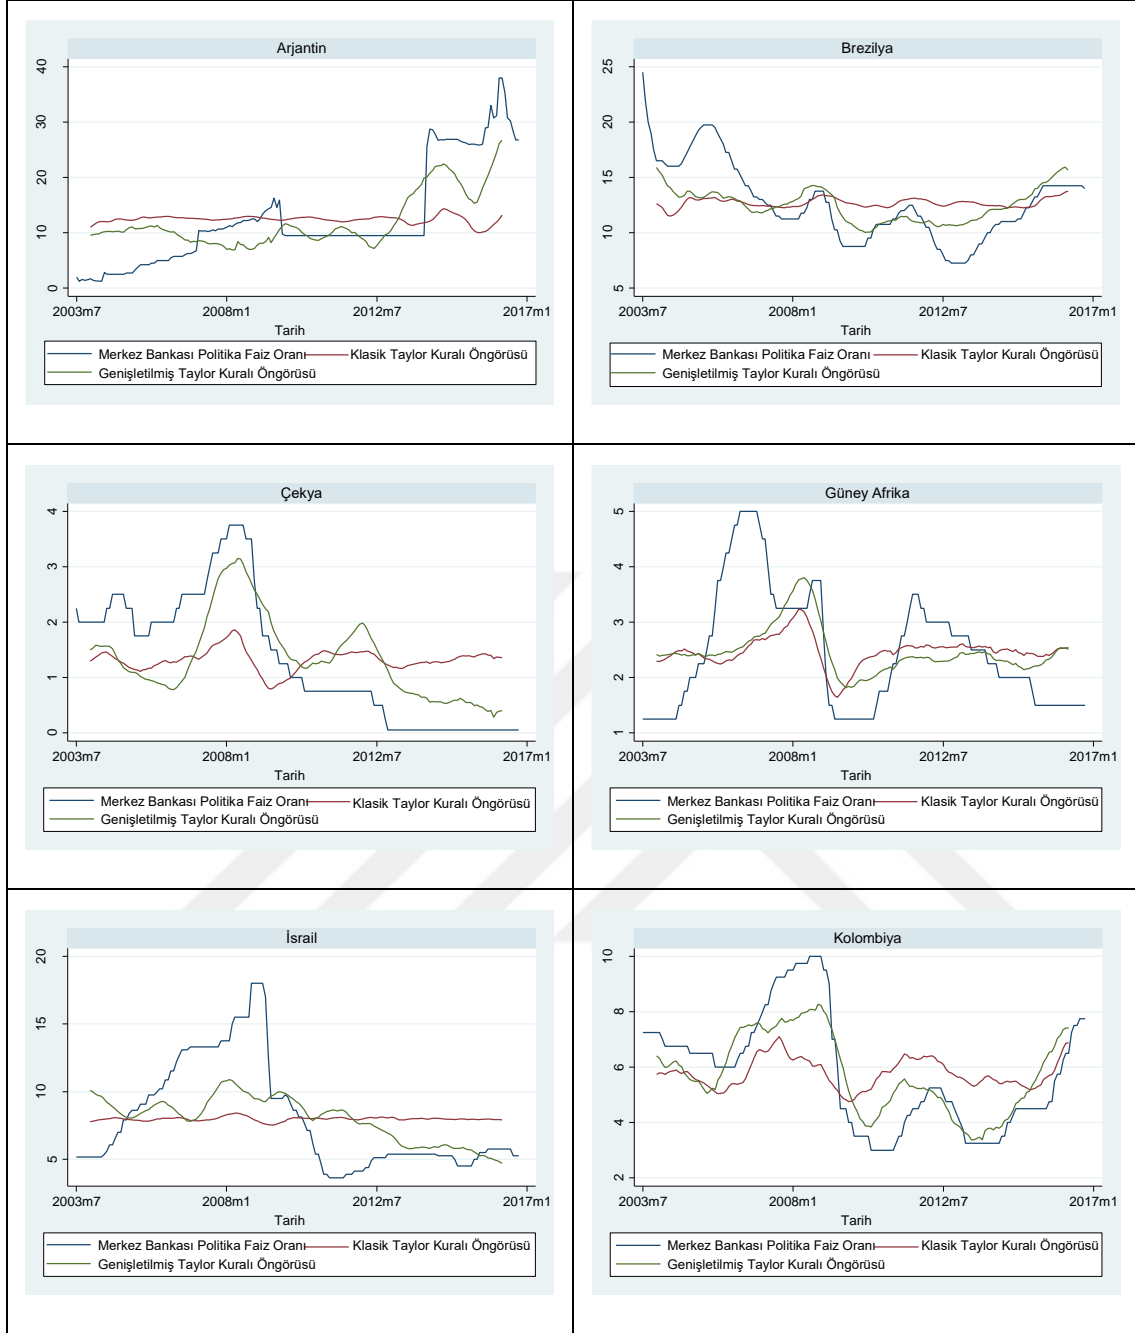 Arjantin
40
30
20
10
0
2003m7 2008m1 2012m7 2017m1
Tarih
Merkez Bankası Politika Faiz Oranı Klasik Taylor Kuralı Öngörüsü
Genişletilmiş Taylor Kuralı Öngörüsü
Brezilya
25
20
15
10
5
2003m7 2008m1 2012m7 2017m1
Tarih
Merkez Bankası Politika Faiz Oranı Klasik Taylor Kuralı Öngörüsü
Genişletilmiş Taylor Kuralı Öngörüsü
Çekya
4
3
2
1
0
2003m7 2008m1 2012m7 2017m1
Tarih
Merkez Bankası Politika Faiz Oranı Klasik Taylor Kuralı Öngörüsü
Genişletilmiş Taylor Kuralı Öngörüsü
Güney Afrika
5
4
3
2
1
2003m7 2008m1 2012m7 2017m1
Tarih
Merkez Bankası Politika Faiz Oranı Klasik Taylor Kuralı Öngörüsü
Genişletilmiş Taylor Kuralı Öngörüsü
İsrail
20
15
10
5
2003m7 2008m1 2012m7 2017m1
Tarih
Merkez Bankası Politika Faiz Oranı Klasik Taylor Kuralı Öngörüsü
Genişletilmiş Taylor Kuralı Öngörüsü
Kolombiya
10
8
6
4
2
2003m7 2008m1 2012m7 2017m1
Tarih
Merkez Bankası Politika Faiz Oranı Klasik Taylor Kuralı Öngörüsü
Genişletilmiş Taylor Kuralı Öngörüsü